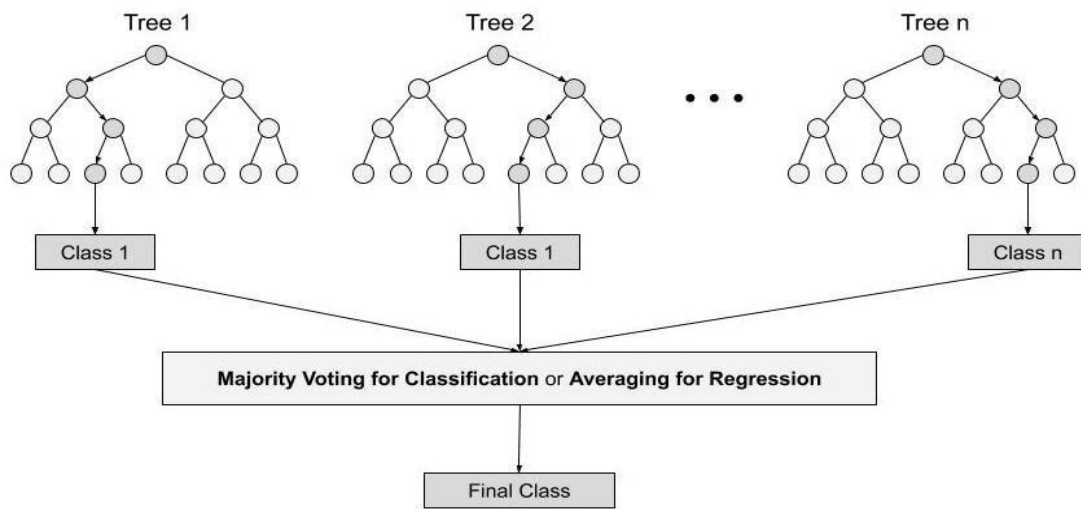 Tree 1
Tree 2
Tree n
Class 1
Class 1
Class n
Majority Voting for Classification or Averaging for Regression
Final Class